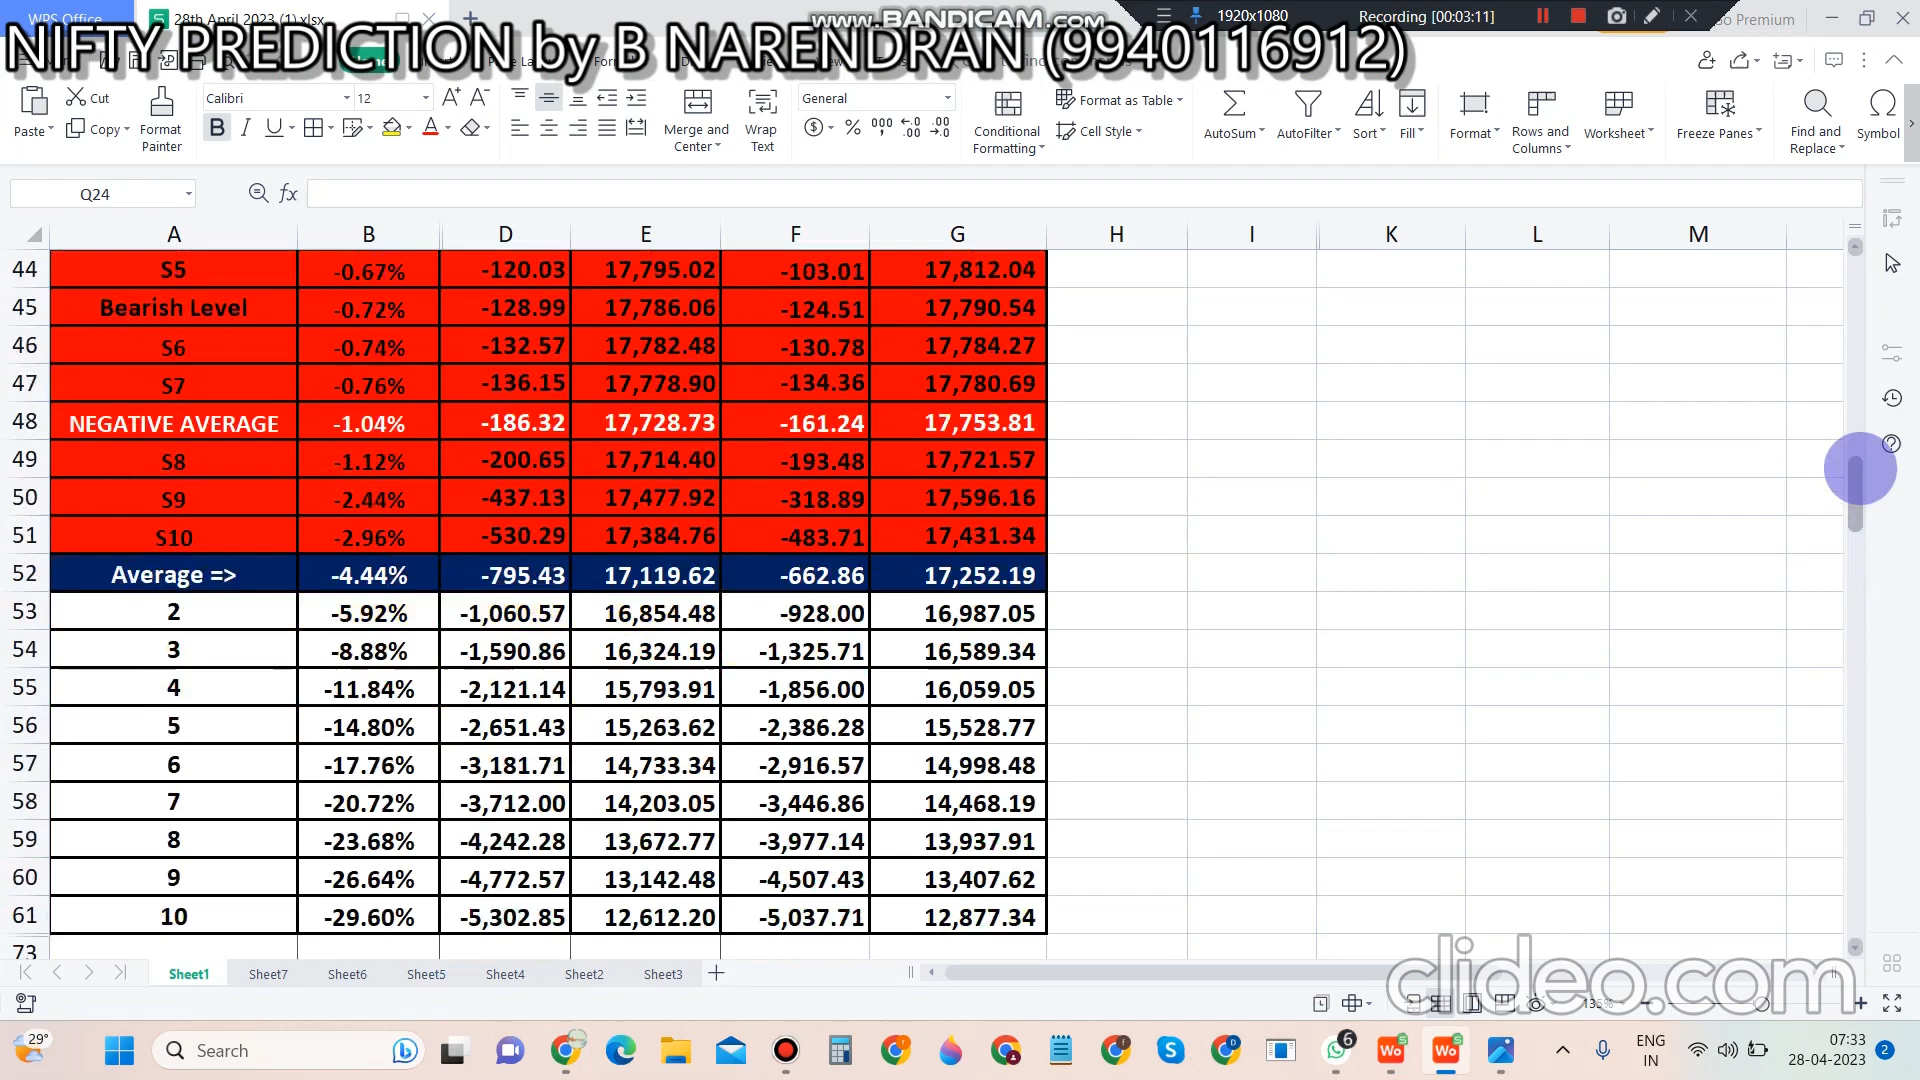 WPS Office
28th April 2023 (1).xlsx
www.BANDICAM.com
1920x1080
Recording [00:03:11]
Premium
NIFTY PREDICTION by B NARENDRAN (9940116912)
Cut
Calibri
12
General
Format as Table
Paste
Copy
Format Painter
Merge and Center
Wrap Text
Conditional Formatting
Cell Style
AutoSum
AutoFilter
Sort
Fill
Format
Rows and Columns
Worksheet
Freeze Panes
Find and Replace
Symbol
Q24
fx
A B D E F G H I K L M
44 S5 -0.67% -120.03 17,795.02 -103.01 17,812.04
45 Bearish Level -0.72% -128.99 17,786.06 -124.51 17,790.54
46 S6 -0.74% -132.57 17,782.48 -130.78 17,784.27
47 S7 -0.76% -136.15 17,778.90 -134.36 17,780.69
48 NEGATIVE AVERAGE -1.04% -186.32 17,728.73 -161.24 17,753.81
49 S8 -1.12% -200.65 17,714.40 -193.48 17,721.57
50 S9 -2.44% -437.13 17,477.92 -318.89 17,596.16
51 S10 -2.96% -530.29 17,384.76 -483.71 17,431.34
52 Average => -4.44% -795.43 17,119.62 -662.86 17,252.19
53 2 -5.92% -1,060.57 16,854.48 -928.00 16,987.05
54 3 -8.88% -1,590.86 16,324.19 -1,325.71 16,589.34
55 4 -11.84% -2,121.14 15,793.91 -1,856.00 16,059.05
56 5 -14.80% -2,651.43 15,263.62 -2,386.28 15,528.77
57 6 -17.76% -3,181.71 14,733.34 -2,916.57 14,998.48
58 7 -20.72% -3,712.00 14,203.05 -3,446.86 14,468.19
59 8 -23.68% -4,242.28 13,672.77 -3,977.14 13,937.91
60 9 -26.64% -4,772.57 13,142.48 -4,507.43 13,407.62
61 10 -29.60% -5,302.85 12,612.20 -5,037.71 12,877.34
73
Sheet1 Sheet7 Sheet6 Sheet5 Sheet4 Sheet2 Sheet3
clideo.com
135%
29°
Search
6
ENG
IN
07:33
28-04-2023
2